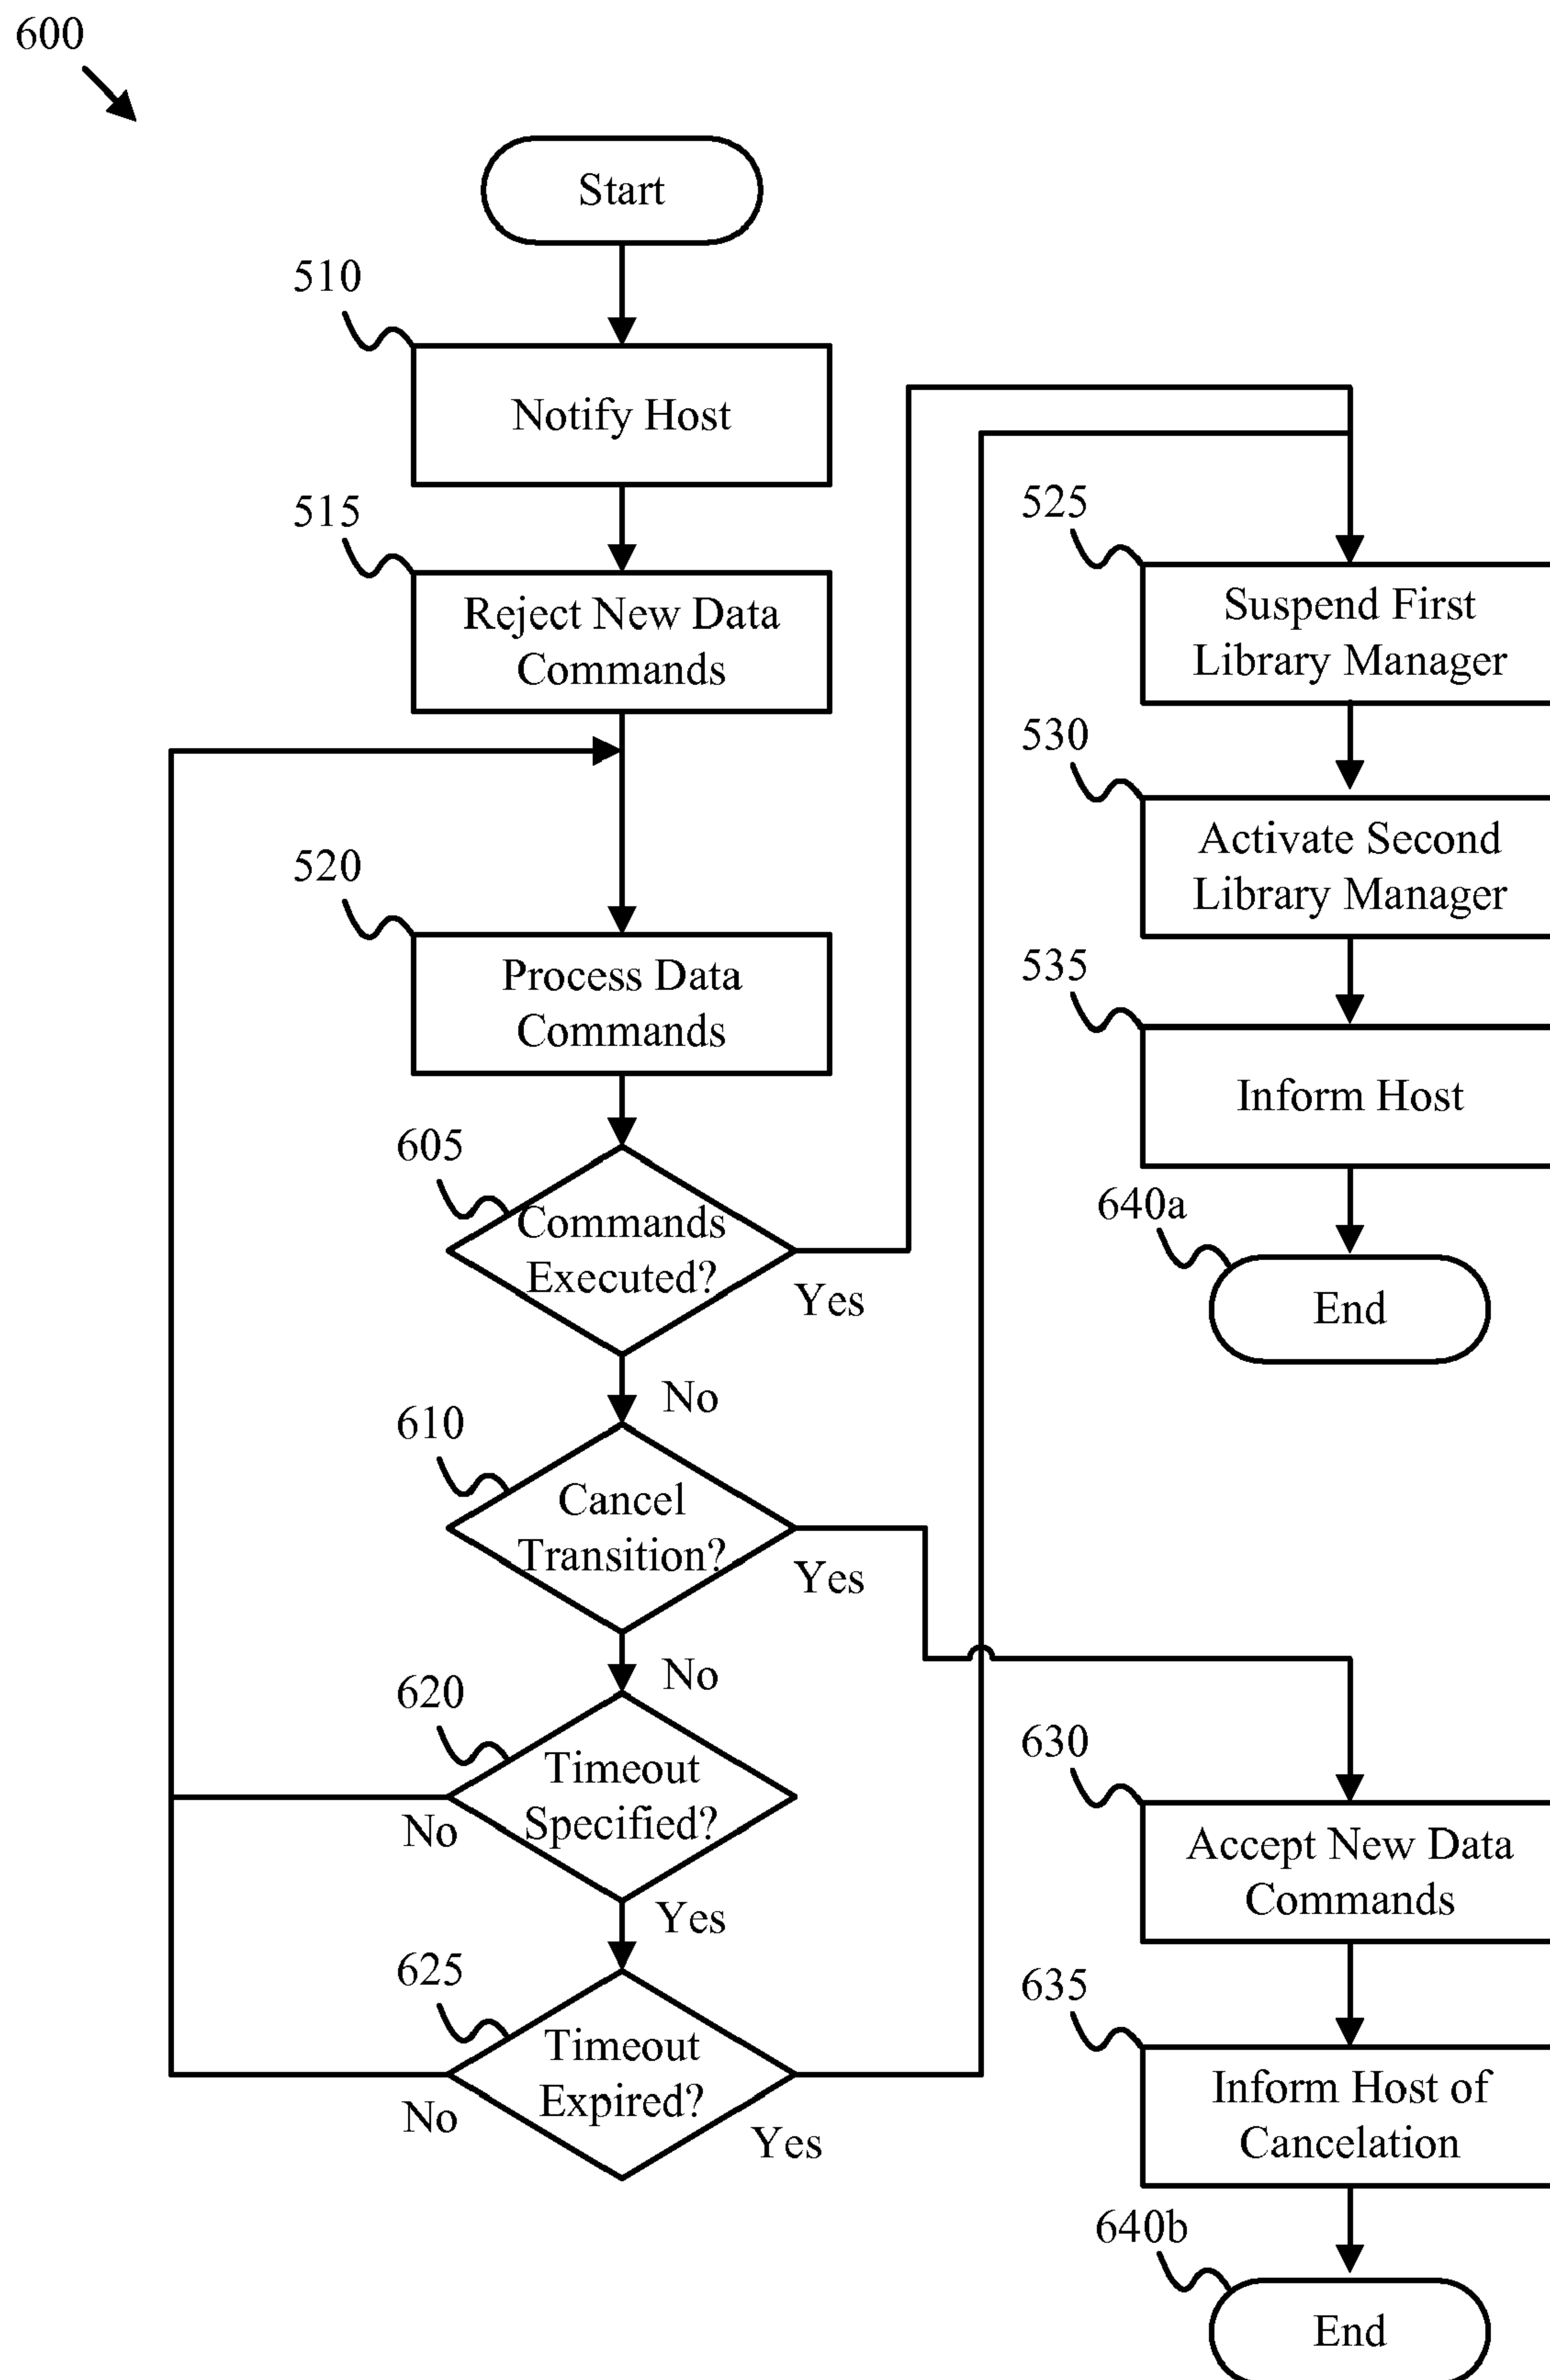 600
Start
510
Notify Host
515
Reject New Data
Commands
520
Process Data
Commands
605
Commands
Executed?
Yes
No
610
Cancel
Transition?
Yes
No
620
Timeout
Specified?
No
Yes
625
Timeout
Expired?
No
Yes
525
Suspend First
Library Manager
530
Activate Second
Library Manager
535
Inform Host
640a
End
630
Accept New Data
Commands
635
Inform Host of
Cancelation
640b
End